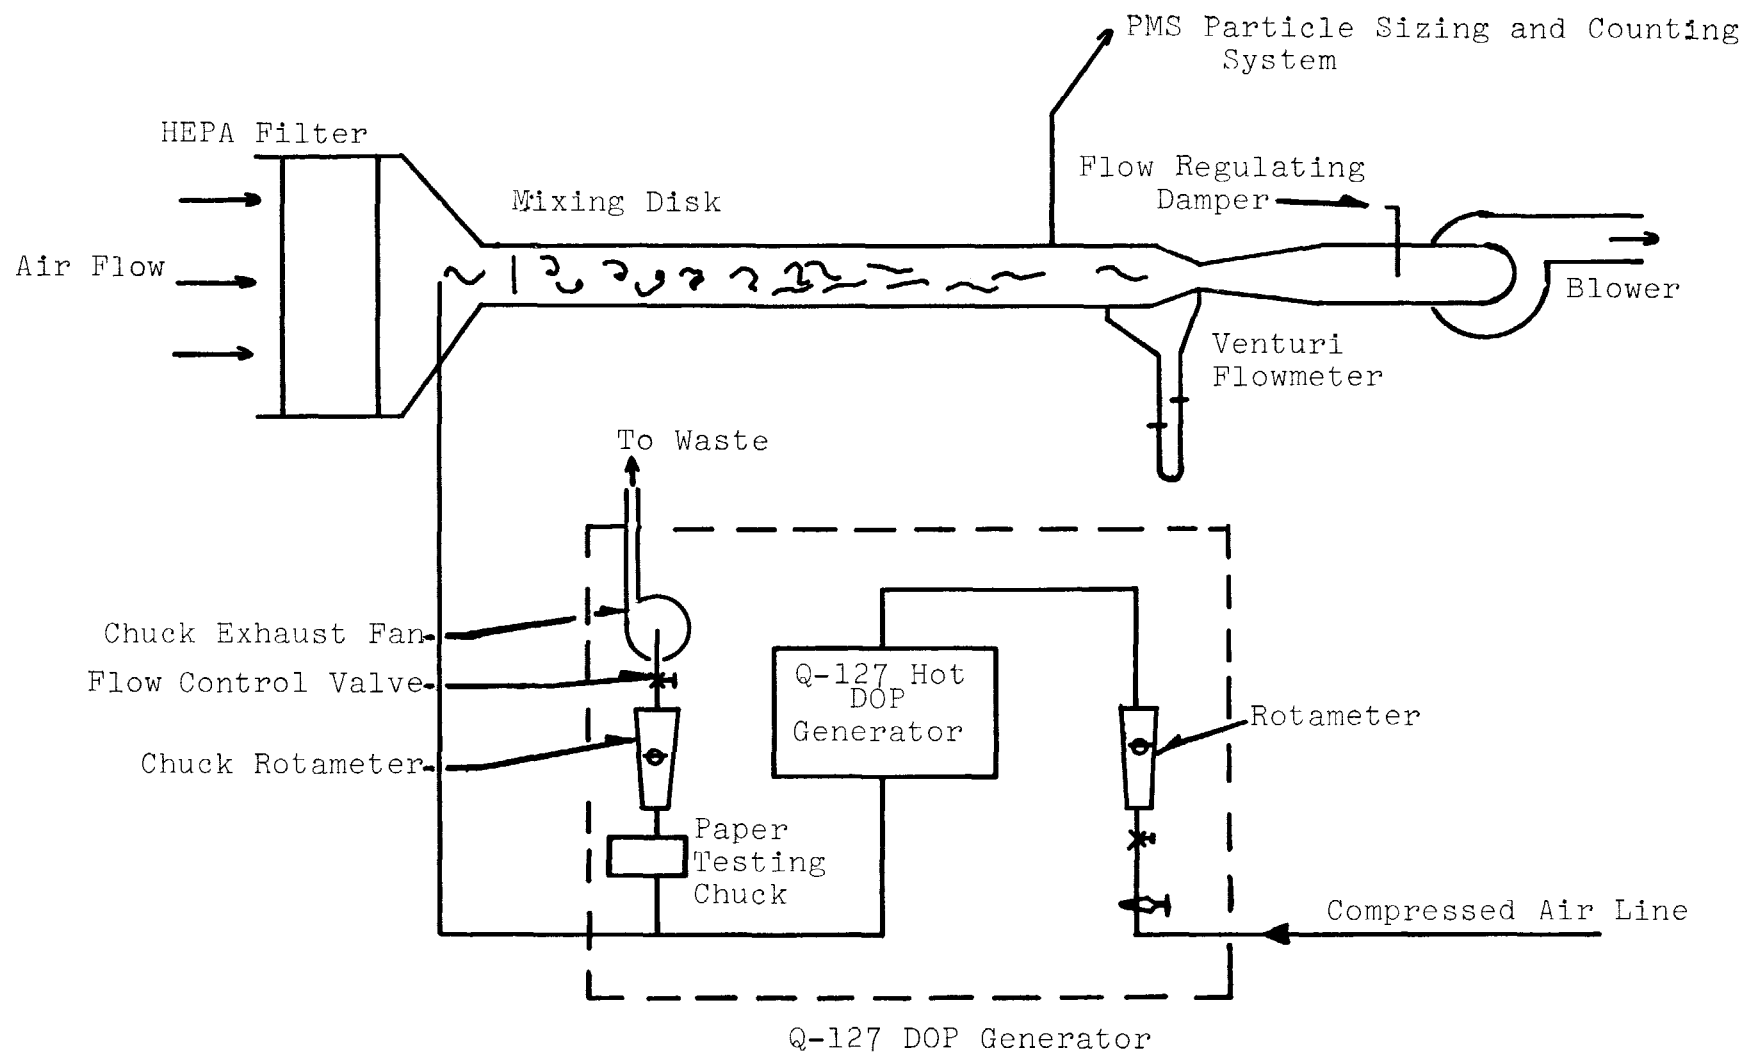 PMS Particle Sizing and Counting
System
HEPA Filter
Flow Regulating
Damper
Mixing Disk
Air Flow
Blower
Venturi
Flowmeter
To Waste
Chuck Exhaust Fan
Flow Control Valve
Chuck Rotameter
Q-127 Hot
DOP
Generator
Rotameter
Paper
Testing
Chuck
Compressed Air Line
Q-127 DOP Generator